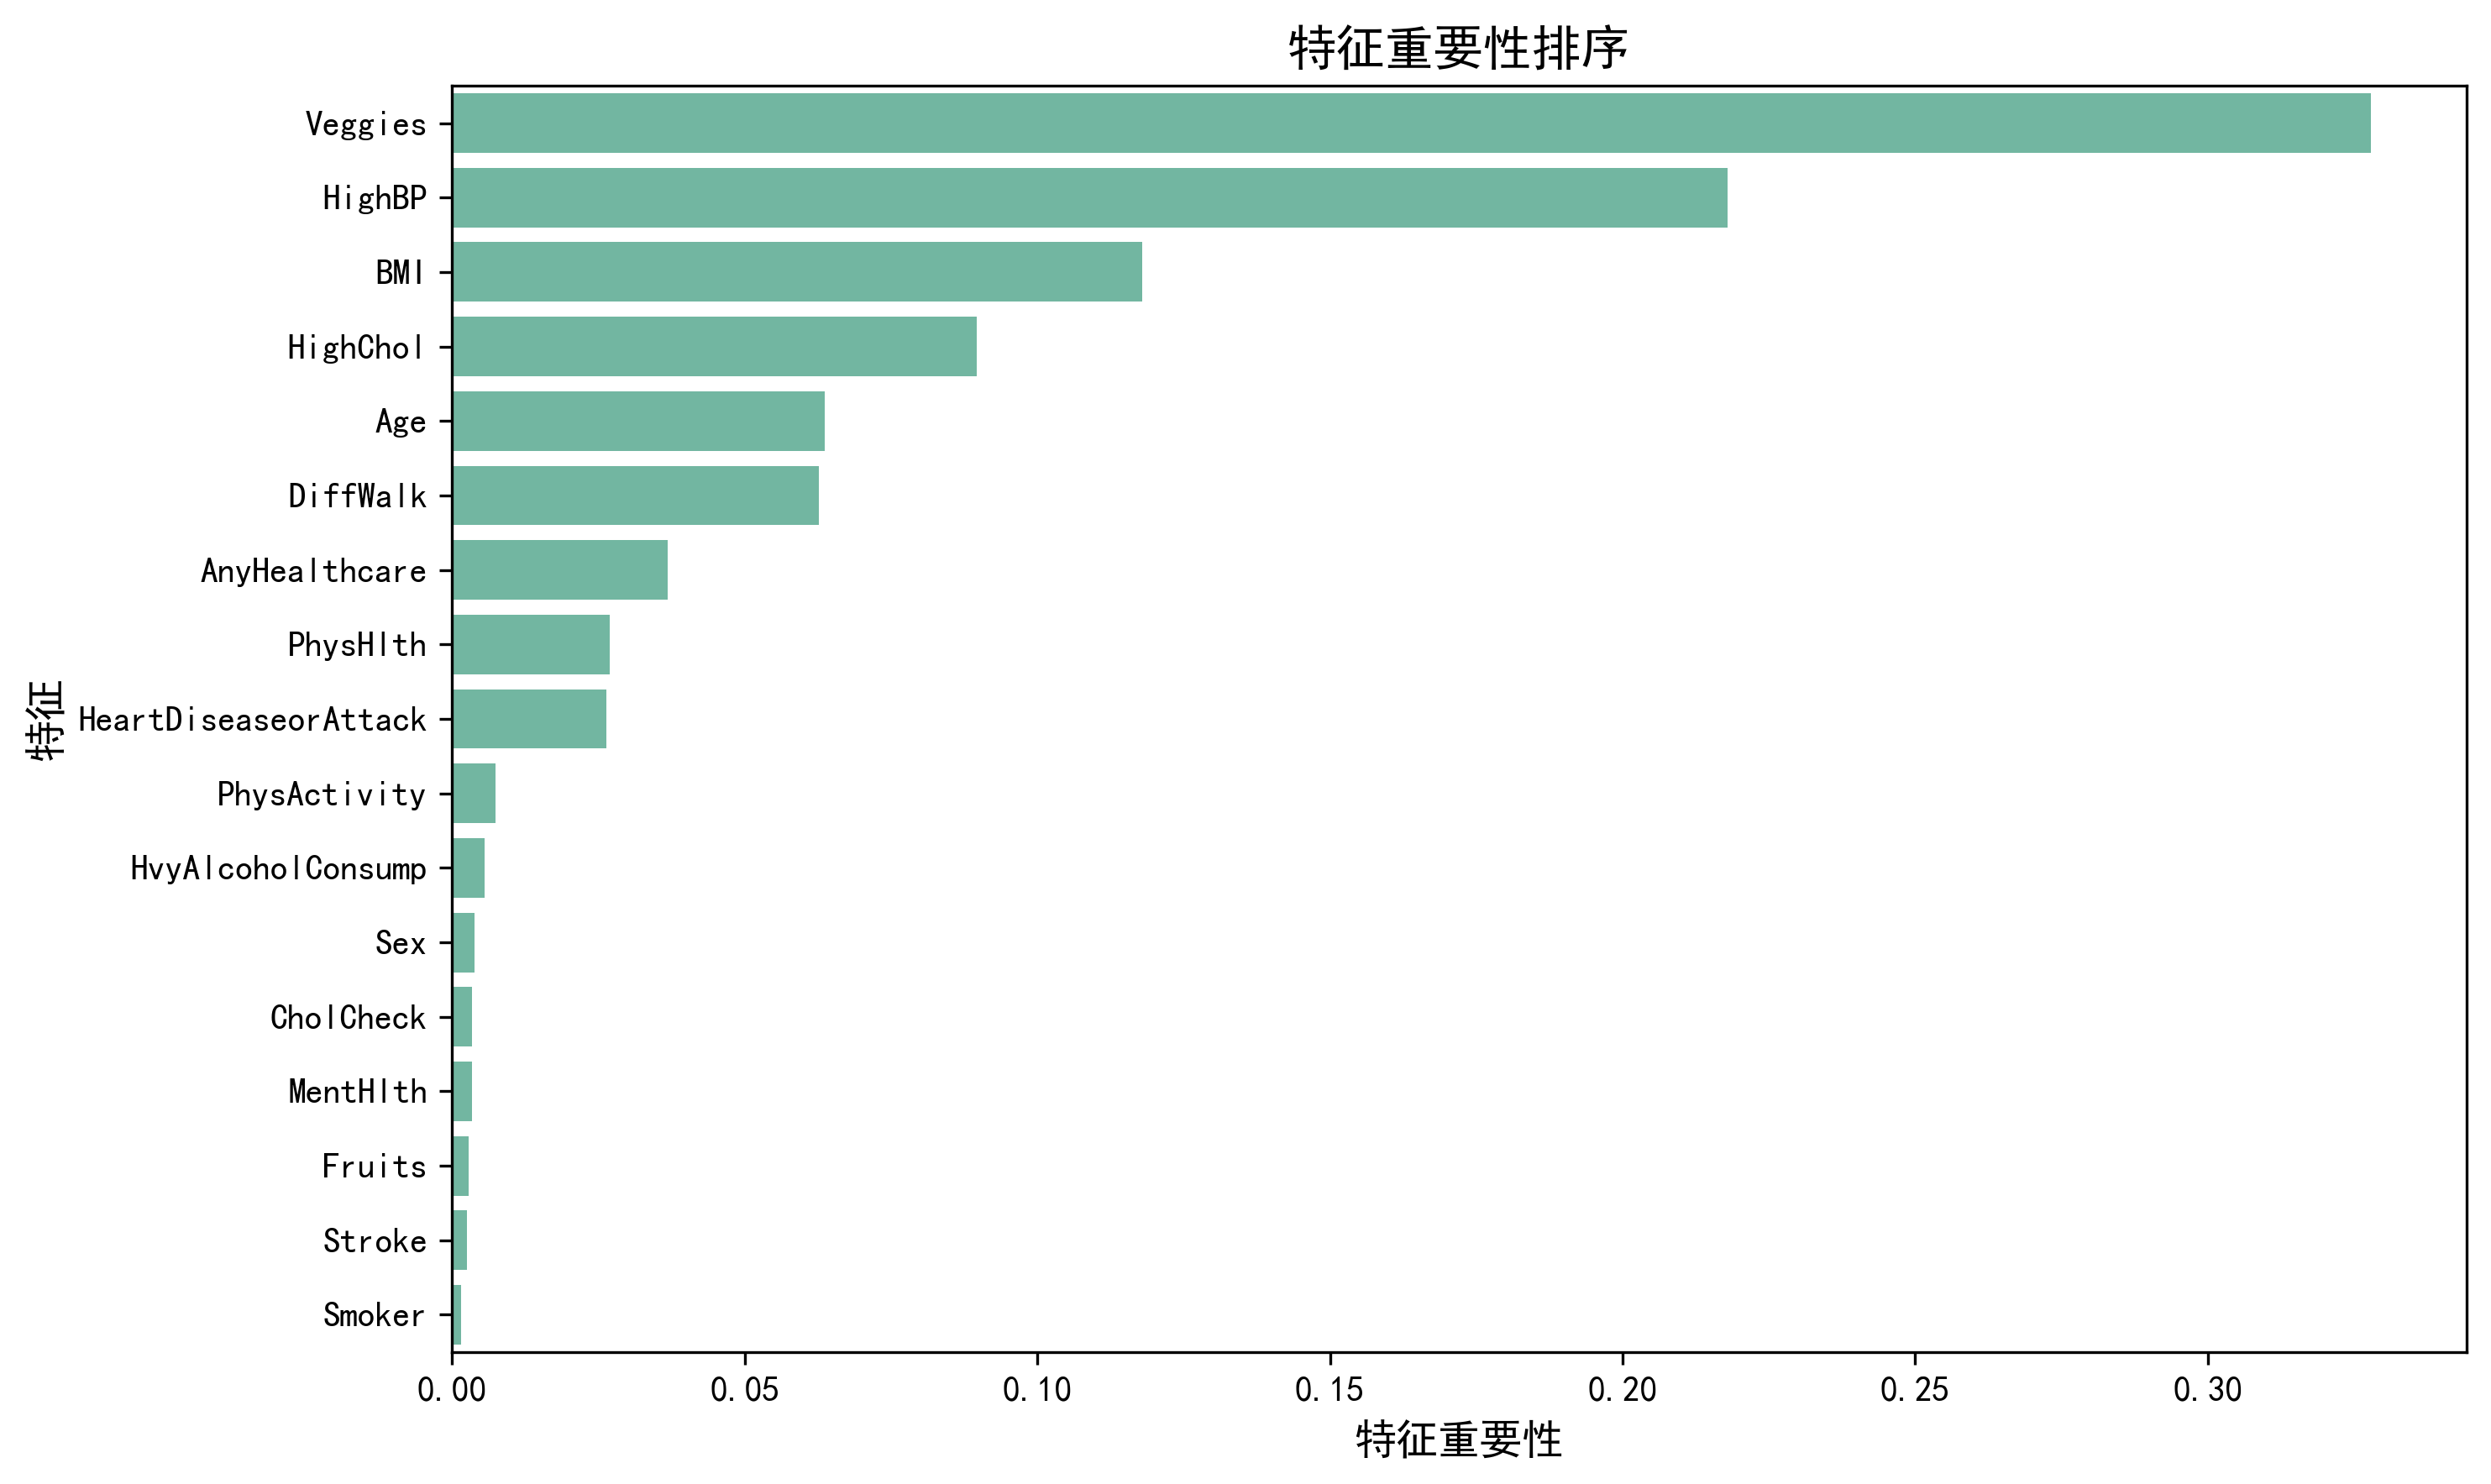 特征重要性排序
Veggies
HighBP
BMI
HighChol
Age
DiffWalk
AnyHealthcare
PhysHlth
HeartDiseaseorAttack
PhysActivity
HvyAlcoholConsump
Sex
CholCheck
MentHlth
Fruits
Stroke
Smoker
特征
0.00 0.05 0.10 0.15 0.20 0.25 0.30
特征重要性